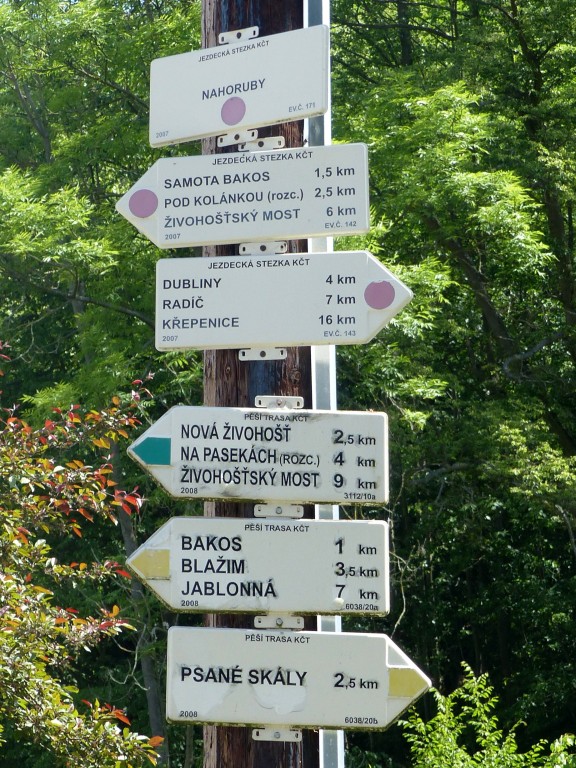 JEZDECKÁ STEZKA KČT
NAHORUBY
2007 EV.Č. 171
JEZDECKÁ STEZKA KČT
SAMOTA BAKOS 1,5 km
POD KOLÁNKOU (rozc.) 2,5 km
ŽIVOHOŠŤSKÝ MOST 6 km
2007 EV.Č. 142
JEZDECKÁ STEZKA KČT
DUBLINY 4 km
RADÍČ 7 km
KŘEPENICE 16 km
2007 EV.Č. 143
PĚŠÍ TRASA KČT
NOVÁ ŽIVOHOŠŤ 2,5 km
NA PASEKÁCH (ROZC.) 4 km
ŽIVOHOŠŤSKÝ MOST 9 km
2008 3112/10a
PĚŠÍ TRASA KČT
BAKOS 1 km
BLAŽIM 3,5 km
JABLONNÁ 7 km
2008 6038/20a
PĚŠÍ TRASA KČT
PSANÉ SKÁLY 2,5 km
2008 6038/20b